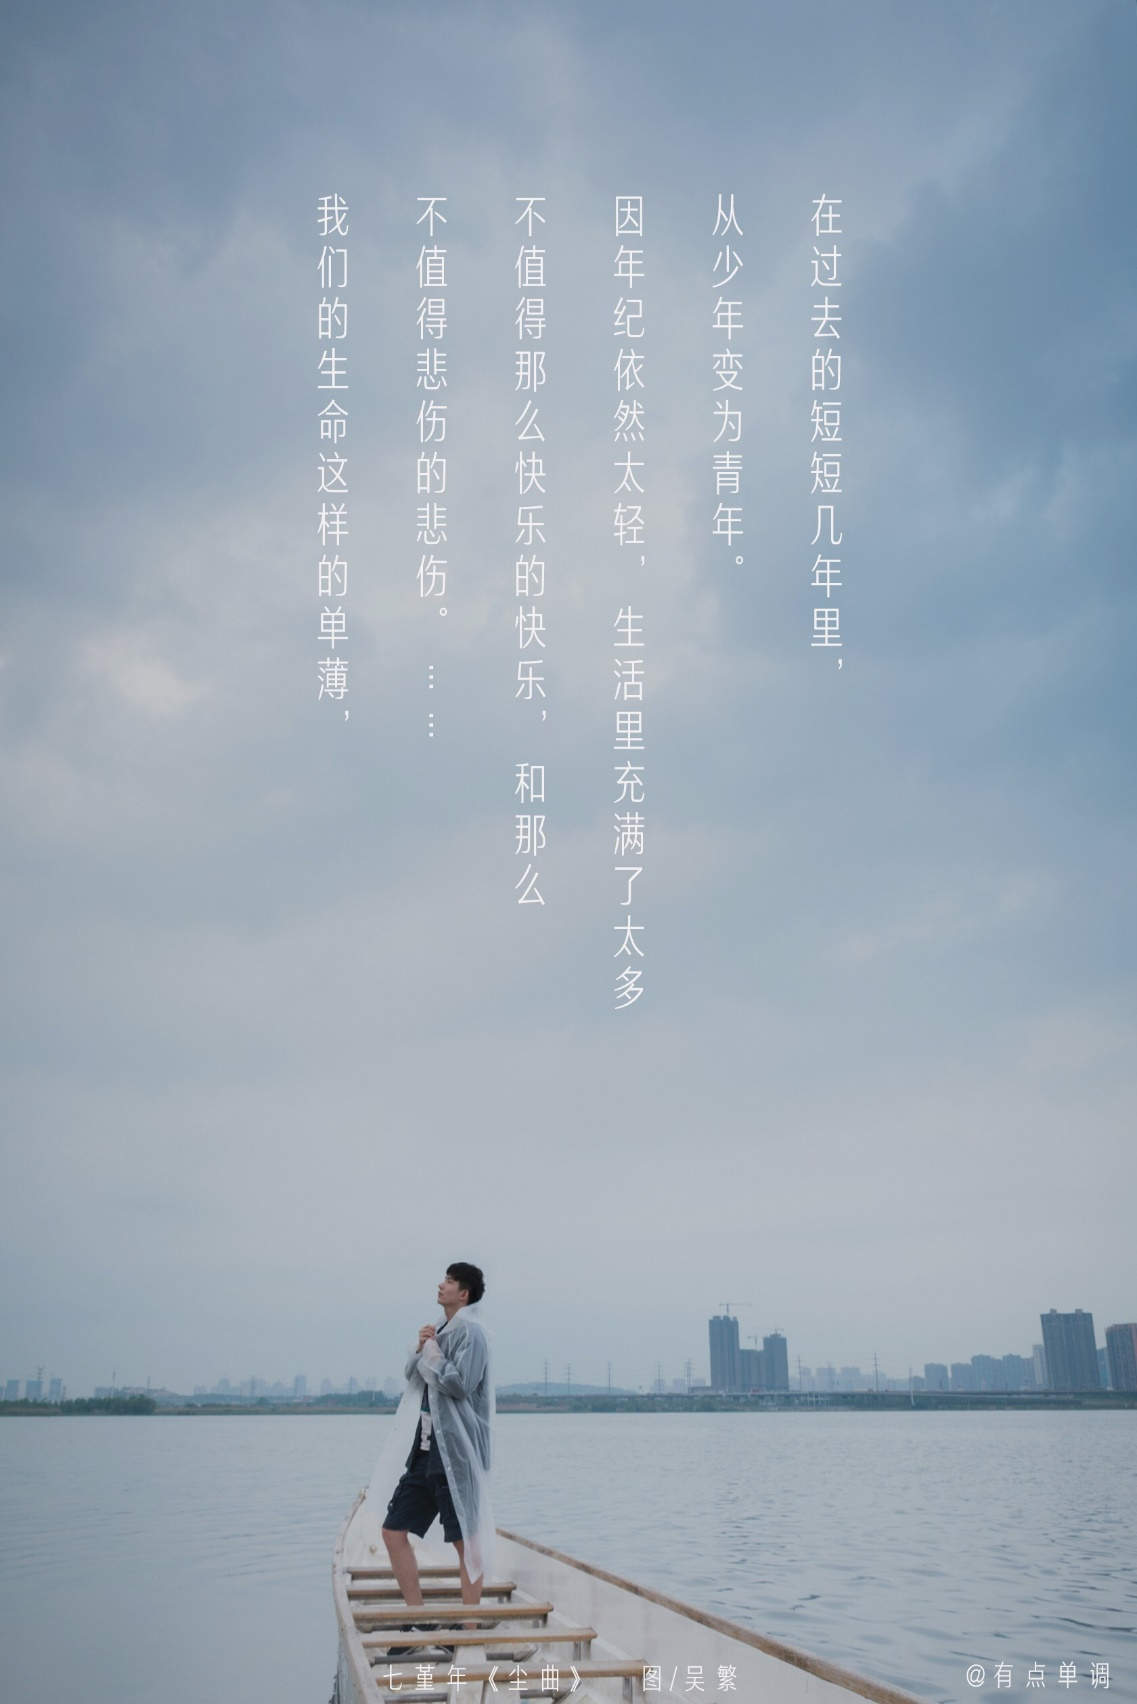 在过去的短短几年里，
从少年变为青年。
因年纪依然太轻，生活里充满了太多
不值得那么快乐的快乐，和那么
不值得悲伤的悲伤。……
我们的生命这样的单薄，
七堇年《尘曲》 图/吴繁
@有点单调